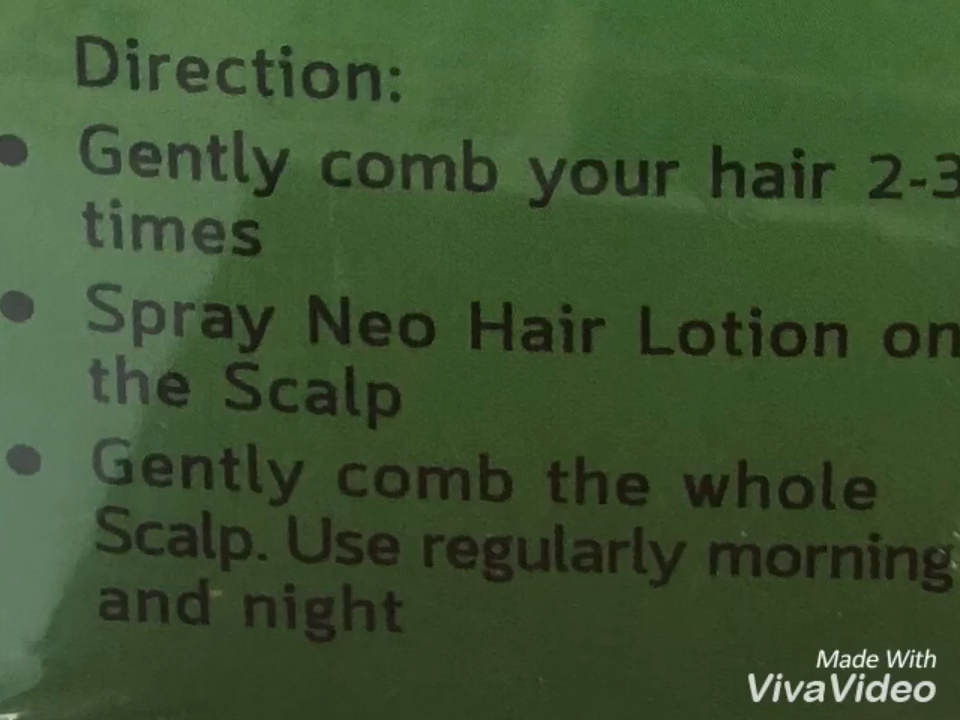 Direction:
• Gently comb your hair 2-3
times
• Spray Neo Hair Lotion on
the Scalp
• Gently comb the whole
Scalp. Use regularly morning
and night
Made With
VivaVideo